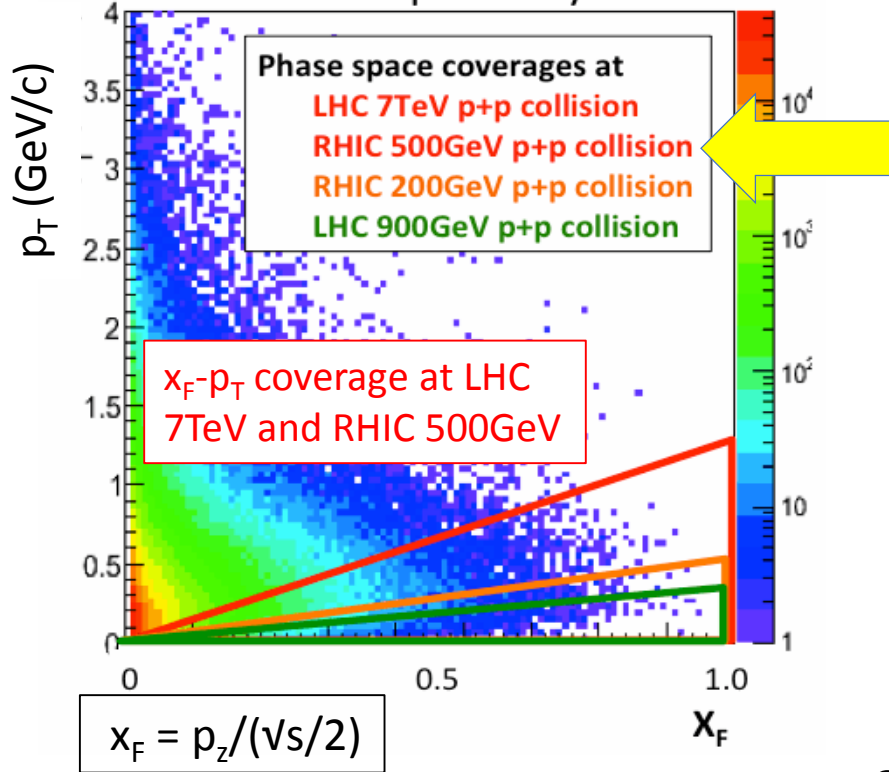 4
3.5
3
2.5
2
1.5
1
0.5
0
p_T (GeV/c)
Phase space coverages at
LHC 7TeV p+p collision
RHIC 500GeV p+p collision
RHIC 200GeV p+p collision
LHC 900GeV p+p collision
x_F-p_T coverage at LHC
7TeV and RHIC 500GeV
10^4
10^3
10^2
10
1
0 0.5 1.0
X_F
x_F = p_z/(√s/2)